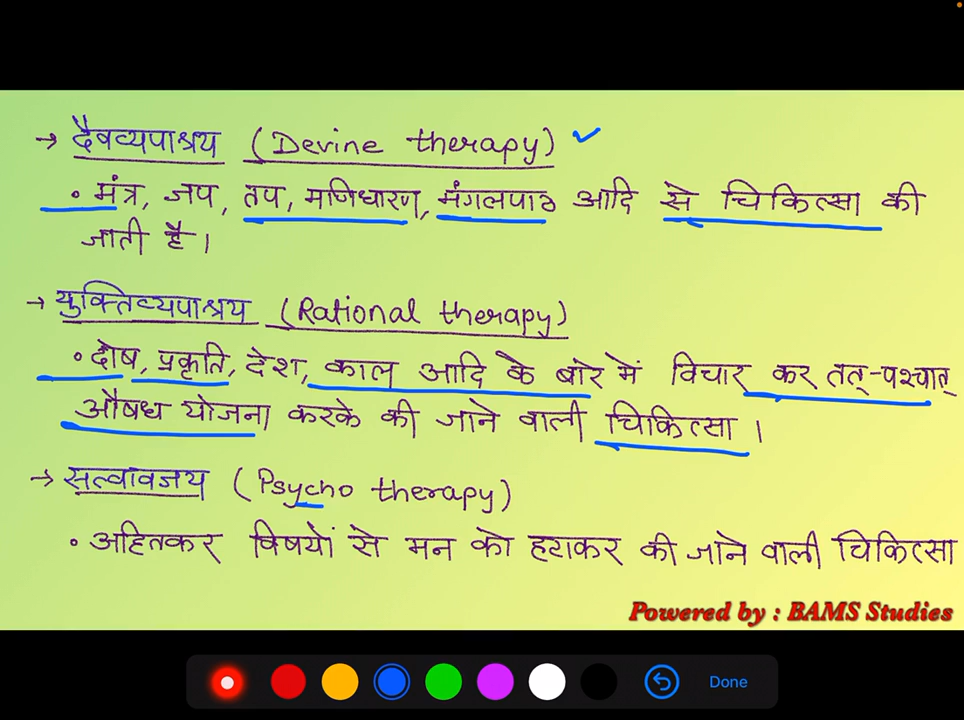 → दैवव्यपाश्रय (Devine therapy) ✓
• मंत्र, जप, तप, मणिधारण, मंगलपाठ आदि से चिकित्सा की
जाती है।
→ युक्तिव्यपाश्रय (Rational therapy)
• दोष, प्रकृति, देश, काल आदि के बारे में विचार कर तत्-पश्चात्
औषध योजना करके की जाने वाली चिकित्सा।
→ सत्वावजय (Psycho therapy)
• अहितकर विषयों से मन को हटाकर की जाने वाली चिकित्सा
Powered by : BAMS Studies
Done